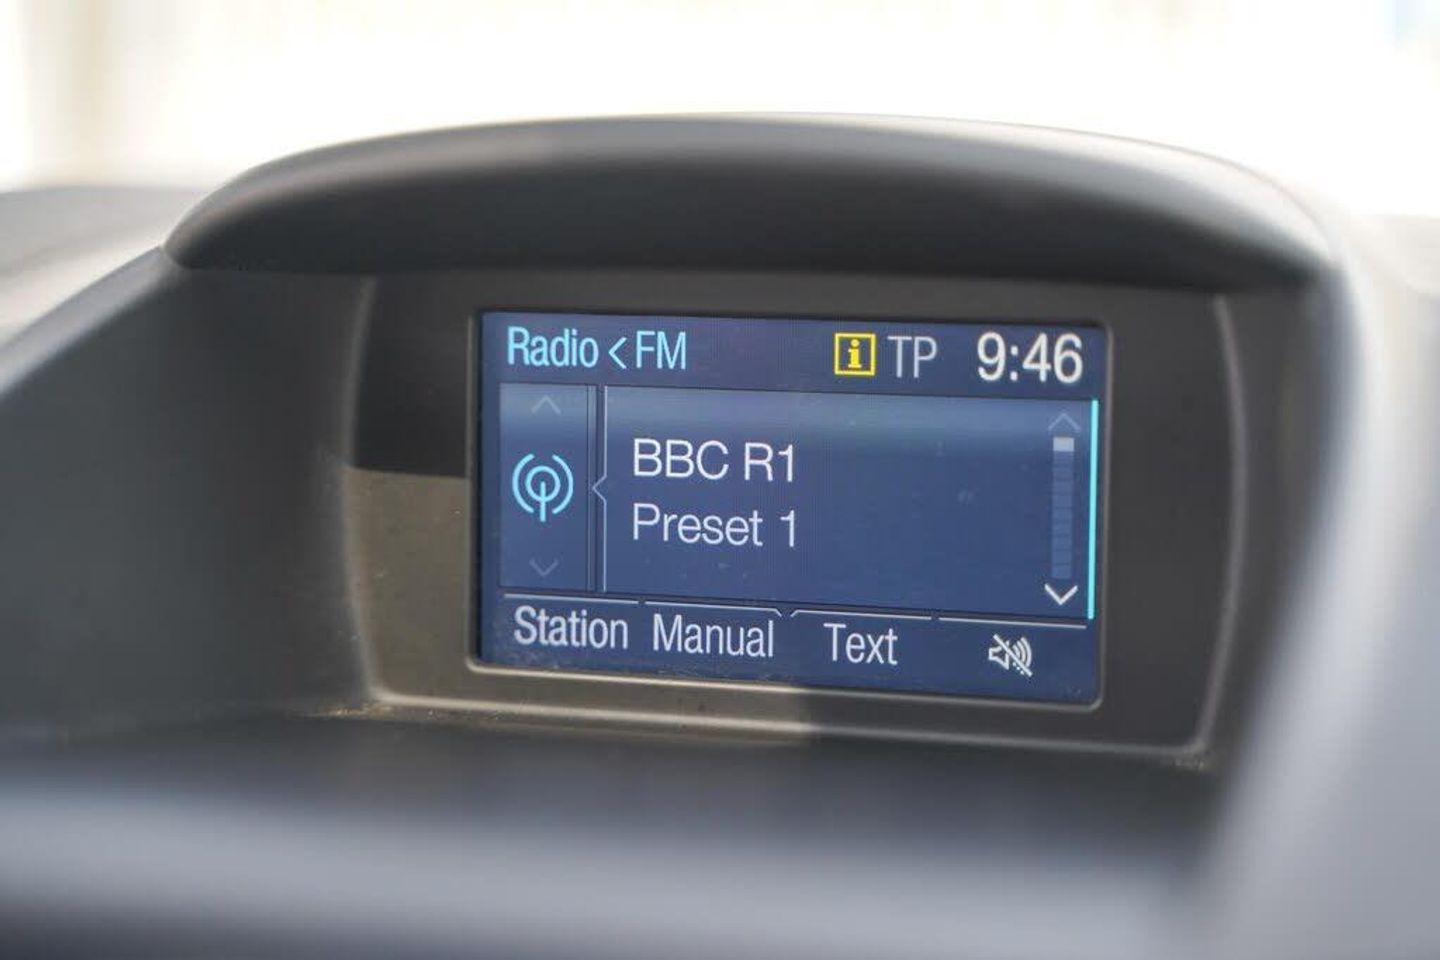 Radio < FM i TP 9:46
BBC R1
Preset 1
Station Manual Text